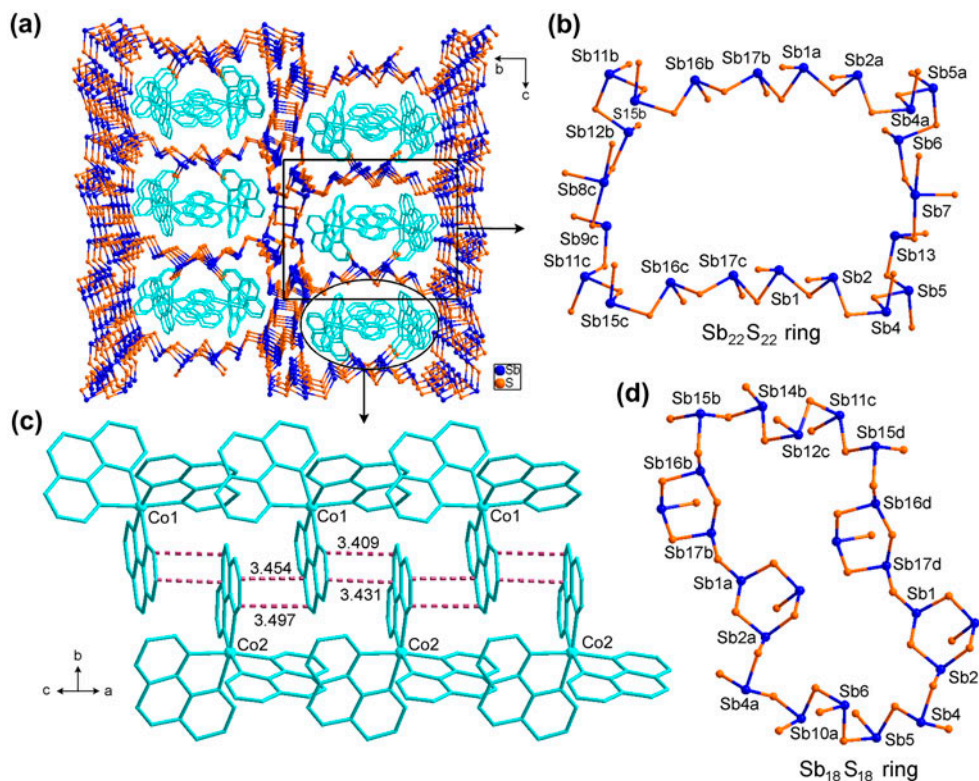 (a)
b
c
Sb
S
(b)
Sb11b
Sb16b
Sb17b
Sb1a
Sb2a
Sb5a
S15b
Sb4a
Sb12b
Sb6
Sb8c
Sb7
Sb9c
Sb13
Sb11c
Sb16c
Sb17c
Sb2
Sb5
Sb1
Sb15c
Sb4
Sb22S22 ring
(c)
Co1
Co1
Co1
3.409
3.454
3.431
3.497
Co2
Co2
Co2
b
c
a
(d)
Sb15b
Sb14b
Sb11c
Sb12c
Sb15d
Sb16b
Sb16d
Sb17b
Sb17d
Sb1a
Sb1
Sb2a
Sb2
Sb4a
Sb6
Sb4
Sb10a
Sb5
Sb18S18 ring